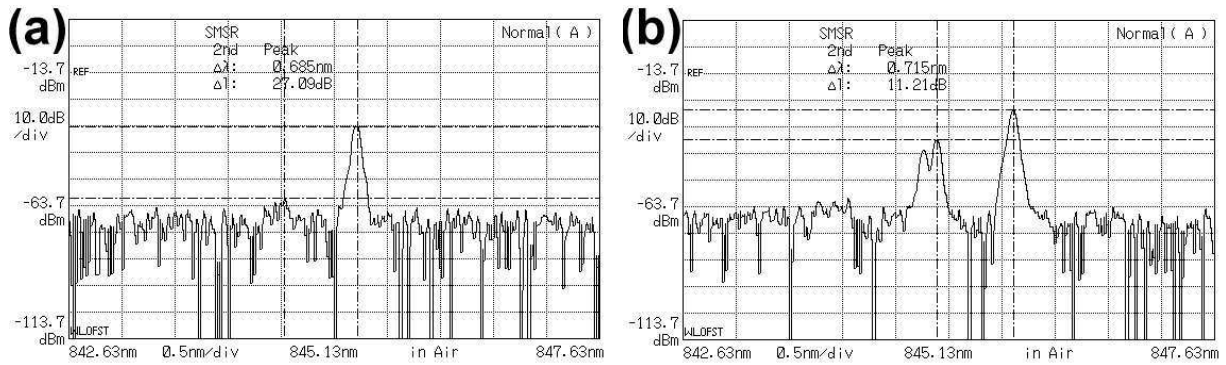 (a)
SMSR
Normal ( A )
2nd Peak
Δλ: 0.685nm
Δl: 27.09dB
-13.7
dBm
REF
10.0dB
/div
-63.7
dBm
-113.7
dBm
WLOFST
842.63nm 0.5nm/div 845.13nm in Air 847.63nm
(b)
SMSR
Normal ( A )
2nd Peak
Δλ: 0.715nm
Δl: 11.21dB
-13.7
dBm
REF
10.0dB
/div
-63.7
dBm
-113.7
dBm
WLOFST
842.63nm 0.5nm/div 845.13nm in Air 847.63nm